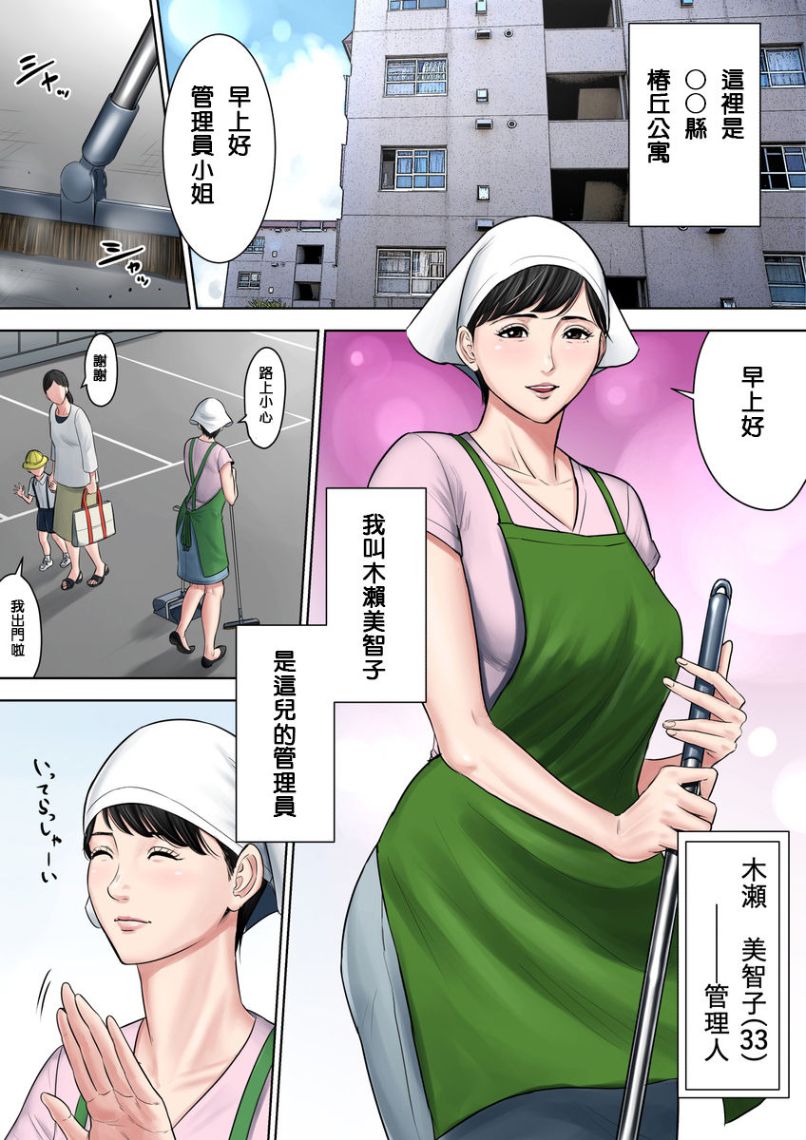 這裡是
〇〇縣
椿丘公寓
早上好
管理員小姐
シャッ
シャッ
早上好
我叫木瀨美智子
是這兒的管理員
木瀨　美智子(33)
——管理人
路上小心
謝謝
我出門啦
いってらっしゃーい